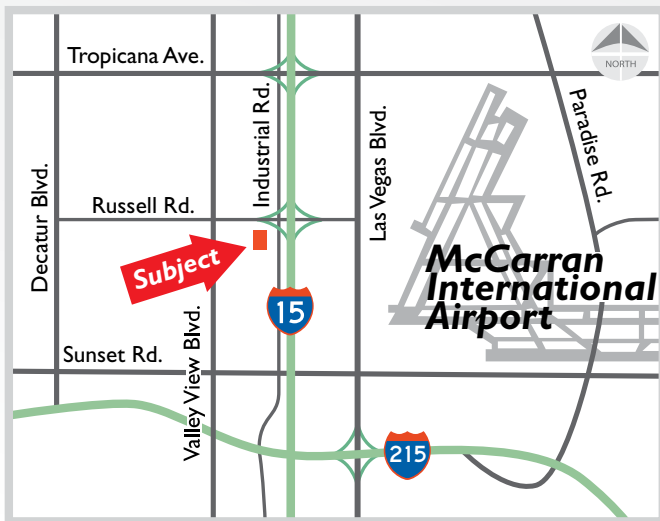 Tropicana Ave.
NORTH
Industrial Rd.
Paradise Rd.
Las Vegas Blvd.
Decatur Blvd.
Russell Rd.
Subject
McCarran
International
Airport
15
Valley View Blvd.
Sunset Rd.
215